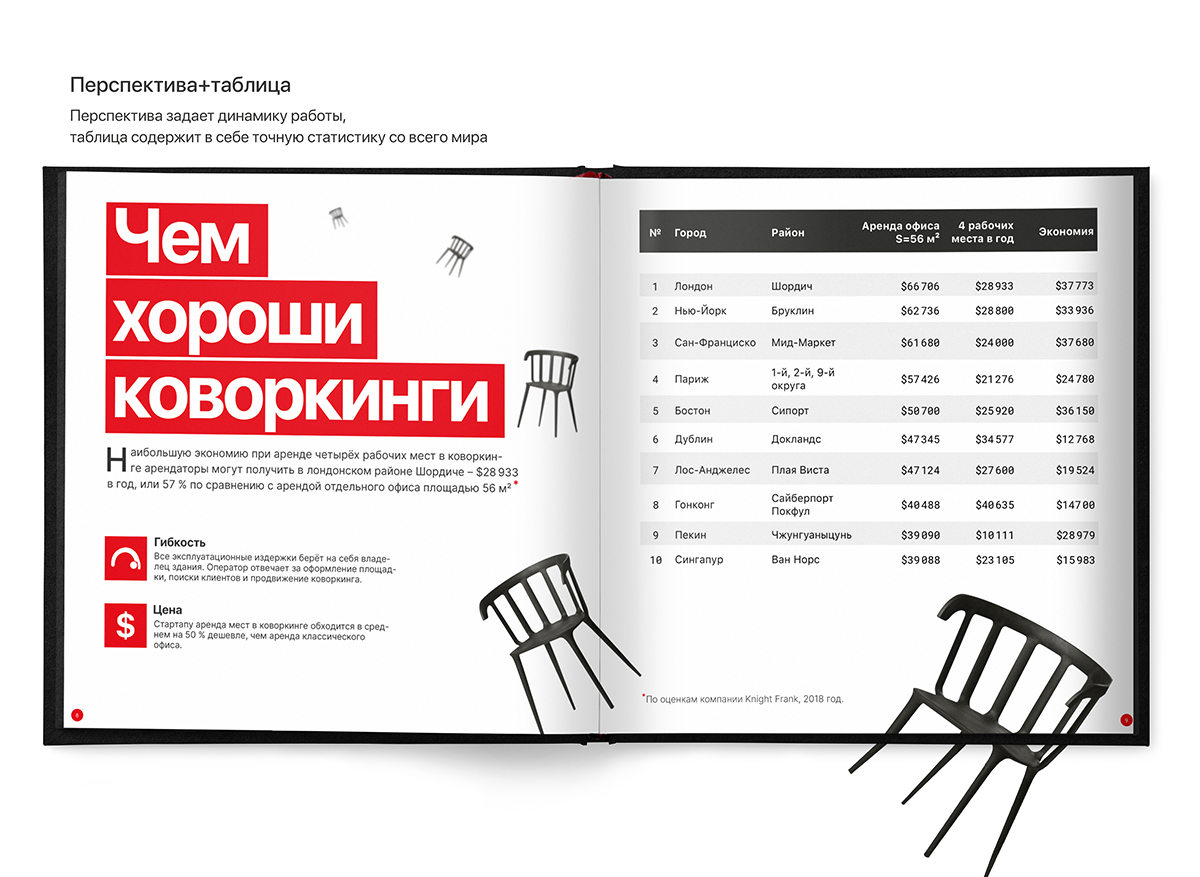 Перспектива+таблица
Перспектива задает динамику работы,
таблица содержит в себе точную статистику со всего мира
Чем
хороши
коворкинги
Наибольшую экономию при аренде четырёх рабочих мест в коворкин-
ге арендаторы могут получить в лондонском районе Шордиче – $28 933
в год, или 57 % по сравнению с арендой отдельного офиса площадью 56 м² *
Гибкость
Все эксплуатационные издержки берёт на себя владе-
лец здания. Оператор отвечает за оформление площад-
ки, поиски клиентов и продвижение коворкинга.
$
Цена
Стартапу аренда мест в коворкинге обходится в сред-
нем на 50 % дешевле, чем аренда классического
офиса.
8
№ Город Район Аренда офиса S=56 м² 4 рабочих места в год Экономия
1 Лондон Шордич $66 706 $28 933 $37 773
2 Нью-Йорк Бруклин $62 736 $28 800 $33 936
3 Сан-Франциско Мид-Маркет $61 680 $24 000 $37 680
4 Париж 1-й, 2-й, 9-й округа $57 426 $21 276 $24 780
5 Бостон Сипорт $50 700 $25 920 $36 150
6 Дублин Докландс $47 345 $34 577 $12 768
7 Лос-Анджелес Плая Виста $47 124 $27 600 $19 524
8 Гонконг Сайберпорт Покфул $40 488 $40 635 $14 700
9 Пекин Чжунгуаныцунь $39 090 $10 111 $28 979
10 Сингапур Ван Норс $39 088 $23 105 $15 983
*По оценкам компании Knight Frank, 2018 год.
9